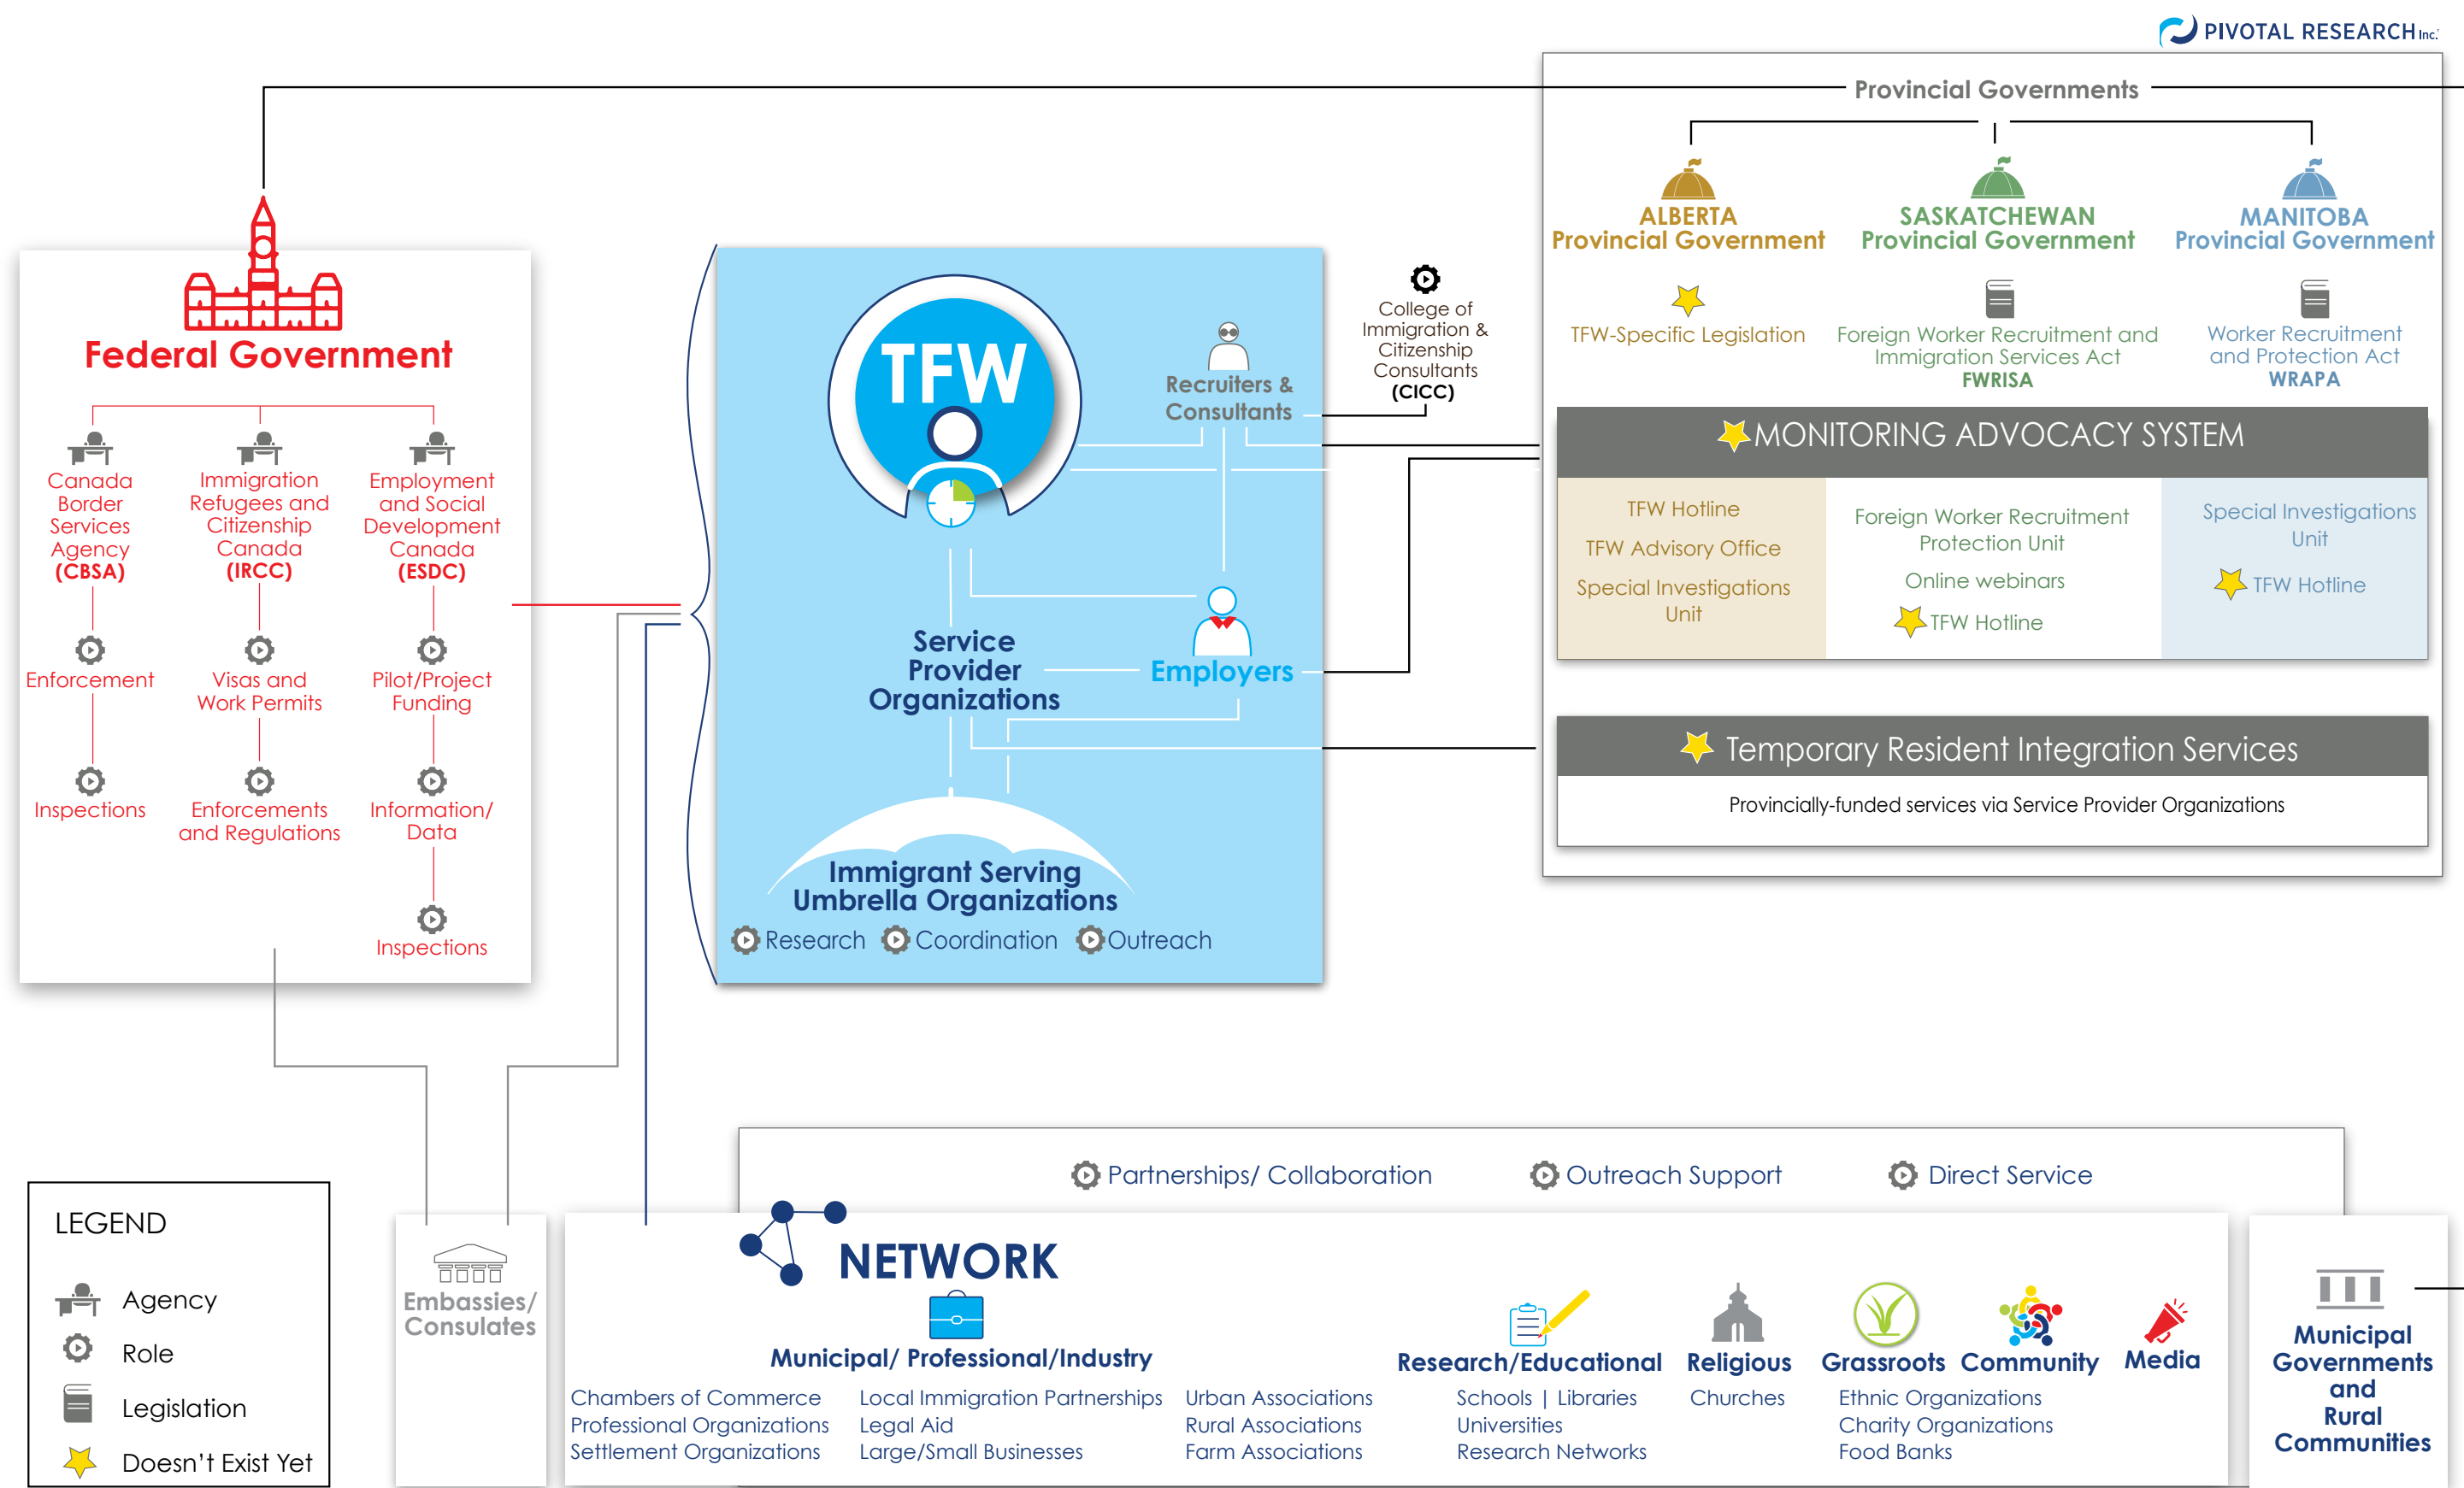 PIVOTAL RESEARCH Inc.
Provincial Governments
ALBERTA
Provincial Government
SASKATCHEWAN
Provincial Government
MANITOBA
Provincial Government
TFW-Specific Legislation
Foreign Worker Recruitment and
Immigration Services Act
FWRISA
Worker Recruitment
and Protection Act
WRAPA
MONITORING ADVOCACY SYSTEM
TFW Hotline
TFW Advisory Office
Special Investigations
Unit
Foreign Worker Recruitment
Protection Unit
Online webinars
TFW Hotline
Special Investigations
Unit
TFW Hotline
Temporary Resident Integration Services
Provincially-funded services via Service Provider Organizations
Federal Government
Canada
Border
Services
Agency
(CBSA)
Enforcement
Inspections
Immigration
Refugees and
Citizenship
Canada
(IRCC)
Visas and
Work Permits
Enforcements
and Regulations
Employment
and Social
Development
Canada
(ESDC)
Pilot/Project
Funding
Information/
Data
Inspections
TFW
Recruiters &
Consultants
College of
Immigration &
Citizenship
Consultants
(CICC)
Service
Provider
Organizations
Employers
Immigrant Serving
Umbrella Organizations
Research Coordination Outreach
LEGEND
Agency
Role
Legislation
Doesn't Exist Yet
Embassies/
Consulates
Partnerships/ Collaboration Outreach Support Direct Service
NETWORK
Municipal/ Professional/Industry
Chambers of Commerce
Professional Organizations
Settlement Organizations
Local Immigration Partnerships
Legal Aid
Large/Small Businesses
Urban Associations
Rural Associations
Farm Associations
Research/Educational
Schools | Libraries
Universities
Research Networks
Religious
Churches
Grassroots Community
Ethnic Organizations
Charity Organizations
Food Banks
Media
Municipal
Governments
and
Rural
Communities